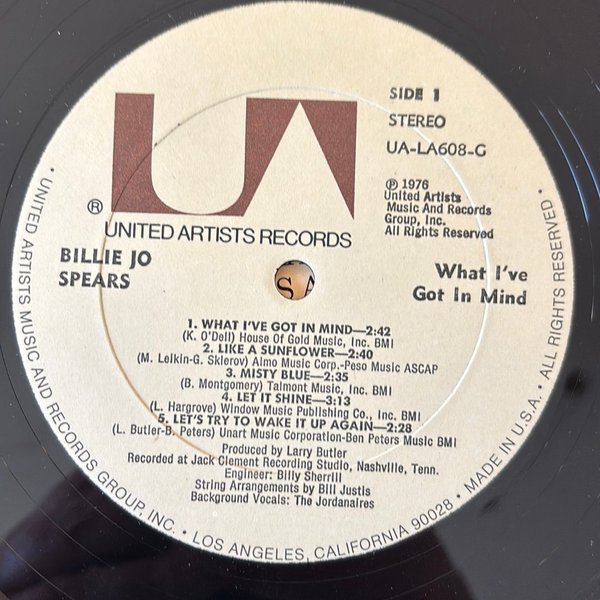 UA
®
UNITED ARTISTS RECORDS
SIDE 1
STEREO
UA-LA608-G
℗ 1976
United Artists
Music And Records
Group, Inc.
All Rights Reserved
BILLIE JO
SPEARS
What I've
Got In Mind
S A
1. WHAT I'VE GOT IN MIND—2:42
(K. O'Dell) House Of Gold Music, Inc. BMI
2. LIKE A SUNFLOWER—2:40
(M. Leikin-G. Sklerov) Almo Music Corp.-Peso Music ASCAP
3. MISTY BLUE—2:35
(B. Montgomery) Talmont Music, Inc. BMI
4. LET IT SHINE—3:13
(L. Hargrove) Window Music Publishing Co., Inc. BMI
5. LET'S TRY TO WAKE IT UP AGAIN—2:28
(L. Butler-B. Peters) Unart Music Corporation-Ben Peters Music BMI
Produced by Larry Butler
Recorded at Jack Clement Recording Studio, Nashville, Tenn.
Engineer: Billy Sherrill
String Arrangements by Bill Justis
Background Vocals: The Jordanaires
• UNITED ARTISTS MUSIC AND RECORDS GROUP, INC. • LOS ANGELES, CALIFORNIA 90028 • MADE IN U.S.A. • ALL RIGHTS RESERVED •